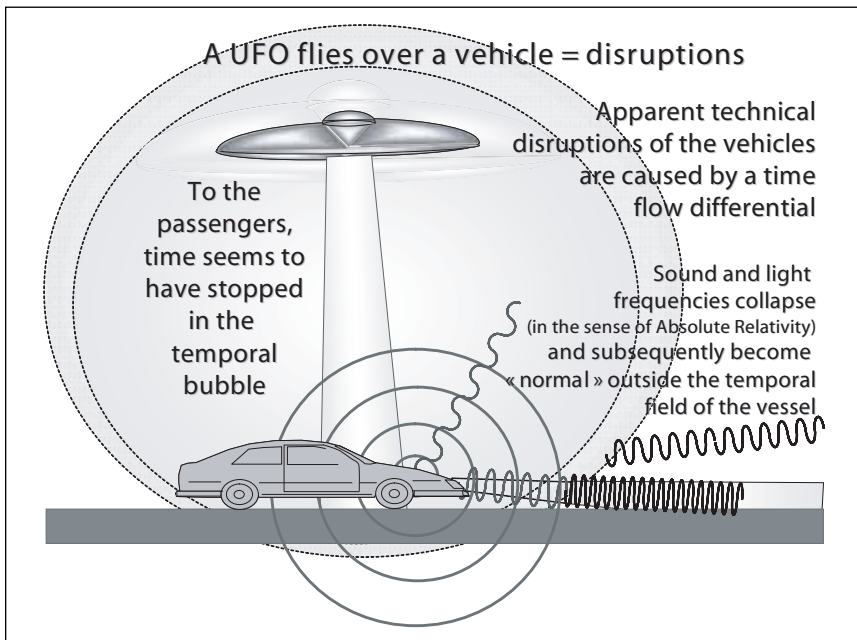 A UFO flies over a vehicle = disruptions
Apparent technical
disruptions of the vehicles
are caused by a time
flow differential
To the
passengers,
time seems to
have stopped
in the
temporal
bubble
Sound and light
frequencies collapse
(in the sense of Absolute Relativity)
and subsequently become
« normal » outside the temporal
field of the vessel